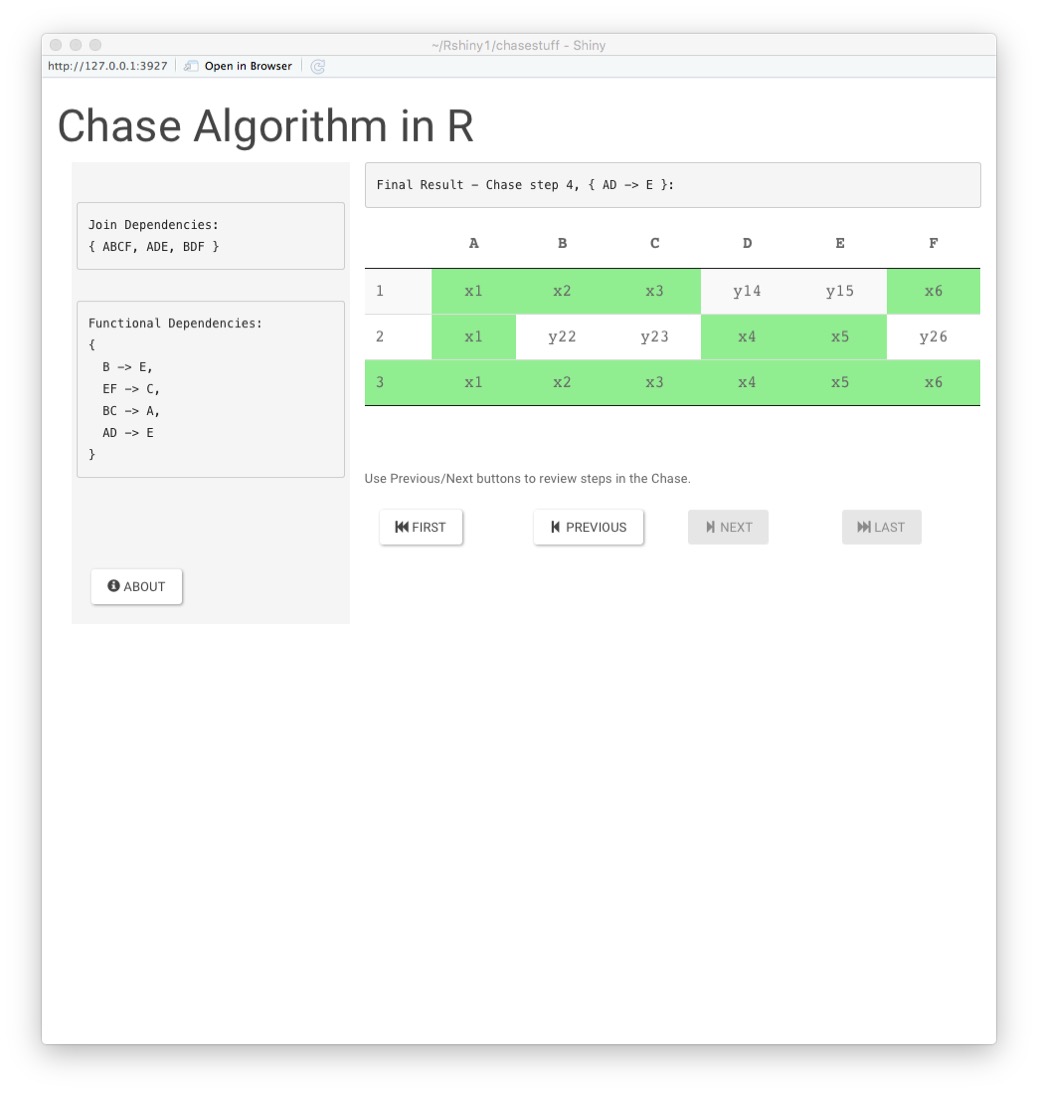 ~/Rshiny1/chasestuff - Shiny
http://127.0.0.1:3927 Open in Browser
Chase Algorithm in R
Join Dependencies:
{ ABCF, ADE, BDF }
Functional Dependencies:
{
B -> E,
EF -> C,
BC -> A,
AD -> E
}
ABOUT
Final Result - Chase step 4, { AD -> E }:
A B C D E F
1 x1 x2 x3 y14 y15 x6
2 x1 y22 y23 x4 x5 y26
3 x1 x2 x3 x4 x5 x6
Use Previous/Next buttons to review steps in the Chase.
FIRST PREVIOUS NEXT LAST